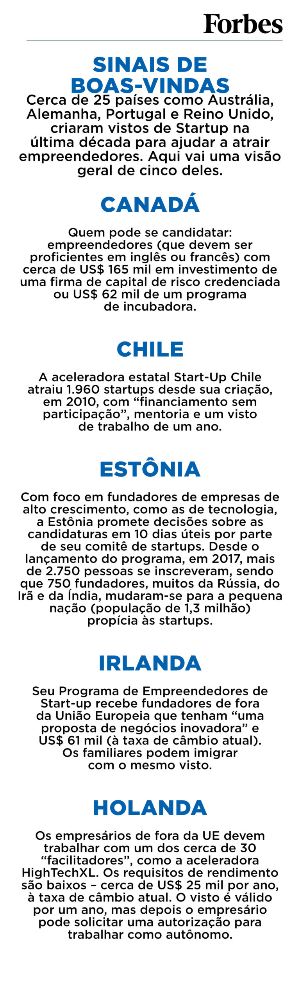 Forbes
SINAIS DE
BOAS-VINDAS
Cerca de 25 países como Austrália,
Alemanha, Portugal e Reino Unido,
criaram vistos de Startup na
última década para ajudar a atrair
empreendedores. Aqui vai uma visão
geral de cinco deles.
CANADÁ
Quem pode se candidatar:
empreendedores (que devem ser
proficientes em inglês ou francês) com
cerca de US$ 165 mil em investimento de
uma firma de capital de risco credenciada
ou US$ 62 mil de um programa
de incubadora.
CHILE
A aceleradora estatal Start-Up Chile
atraiu 1.960 startups desde sua criação,
em 2010, com “financiamento sem
participação”, mentoria e um visto
de trabalho de um ano.
ESTÔNIA
Com foco em fundadores de empresas de
alto crescimento, como as de tecnologia,
a Estônia promete decisões sobre as
candidaturas em 10 dias úteis por parte
de seu comitê de startups. Desde o
lançamento do programa, em 2017, mais
de 2.750 pessoas se inscreveram, sendo
que 750 fundadores, muitos da Rússia, do
Irã e da Índia, mudaram-se para a pequena
nação (população de 1,3 milhão)
propícia às startups.
IRLANDA
Seu Programa de Empreendedores de
Start-up recebe fundadores de fora
da União Europeia que tenham “uma
proposta de negócios inovadora” e
US$ 61 mil (à taxa de câmbio atual).
Os familiares podem imigrar
com o mesmo visto.
HOLANDA
Os empresários de fora da UE devem
trabalhar com um dos cerca de 30
“facilitadores”, como a aceleradora
HighTechXL. Os requisitos de rendimento
são baixos – cerca de US$ 25 mil por ano,
à taxa de câmbio atual. O visto é válido
por um ano, mas depois o empresário
pode solicitar uma autorização para
trabalhar como autônomo.